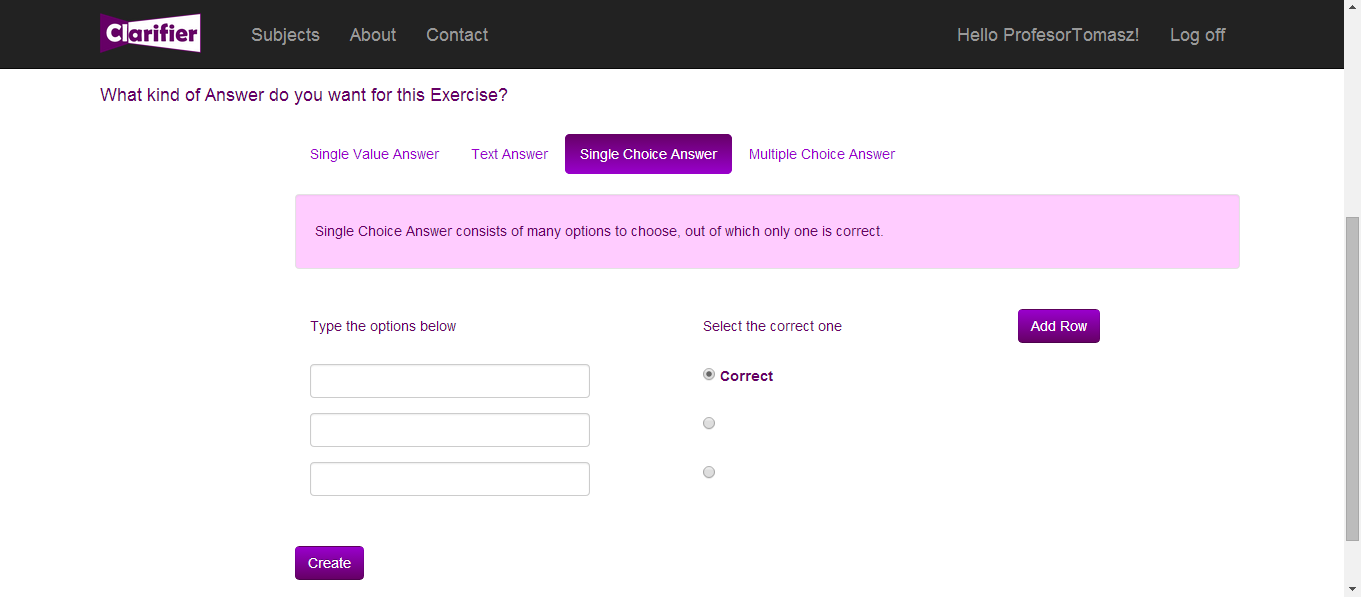 Clarifier Subjects About Contact Hello ProfesorTomasz! Log off
What kind of Answer do you want for this Exercise?
Single Value Answer Text Answer Single Choice Answer Multiple Choice Answer
Single Choice Answer consists of many options to choose, out of which only one is correct.
Type the options below Select the correct one Add Row
Correct
Create